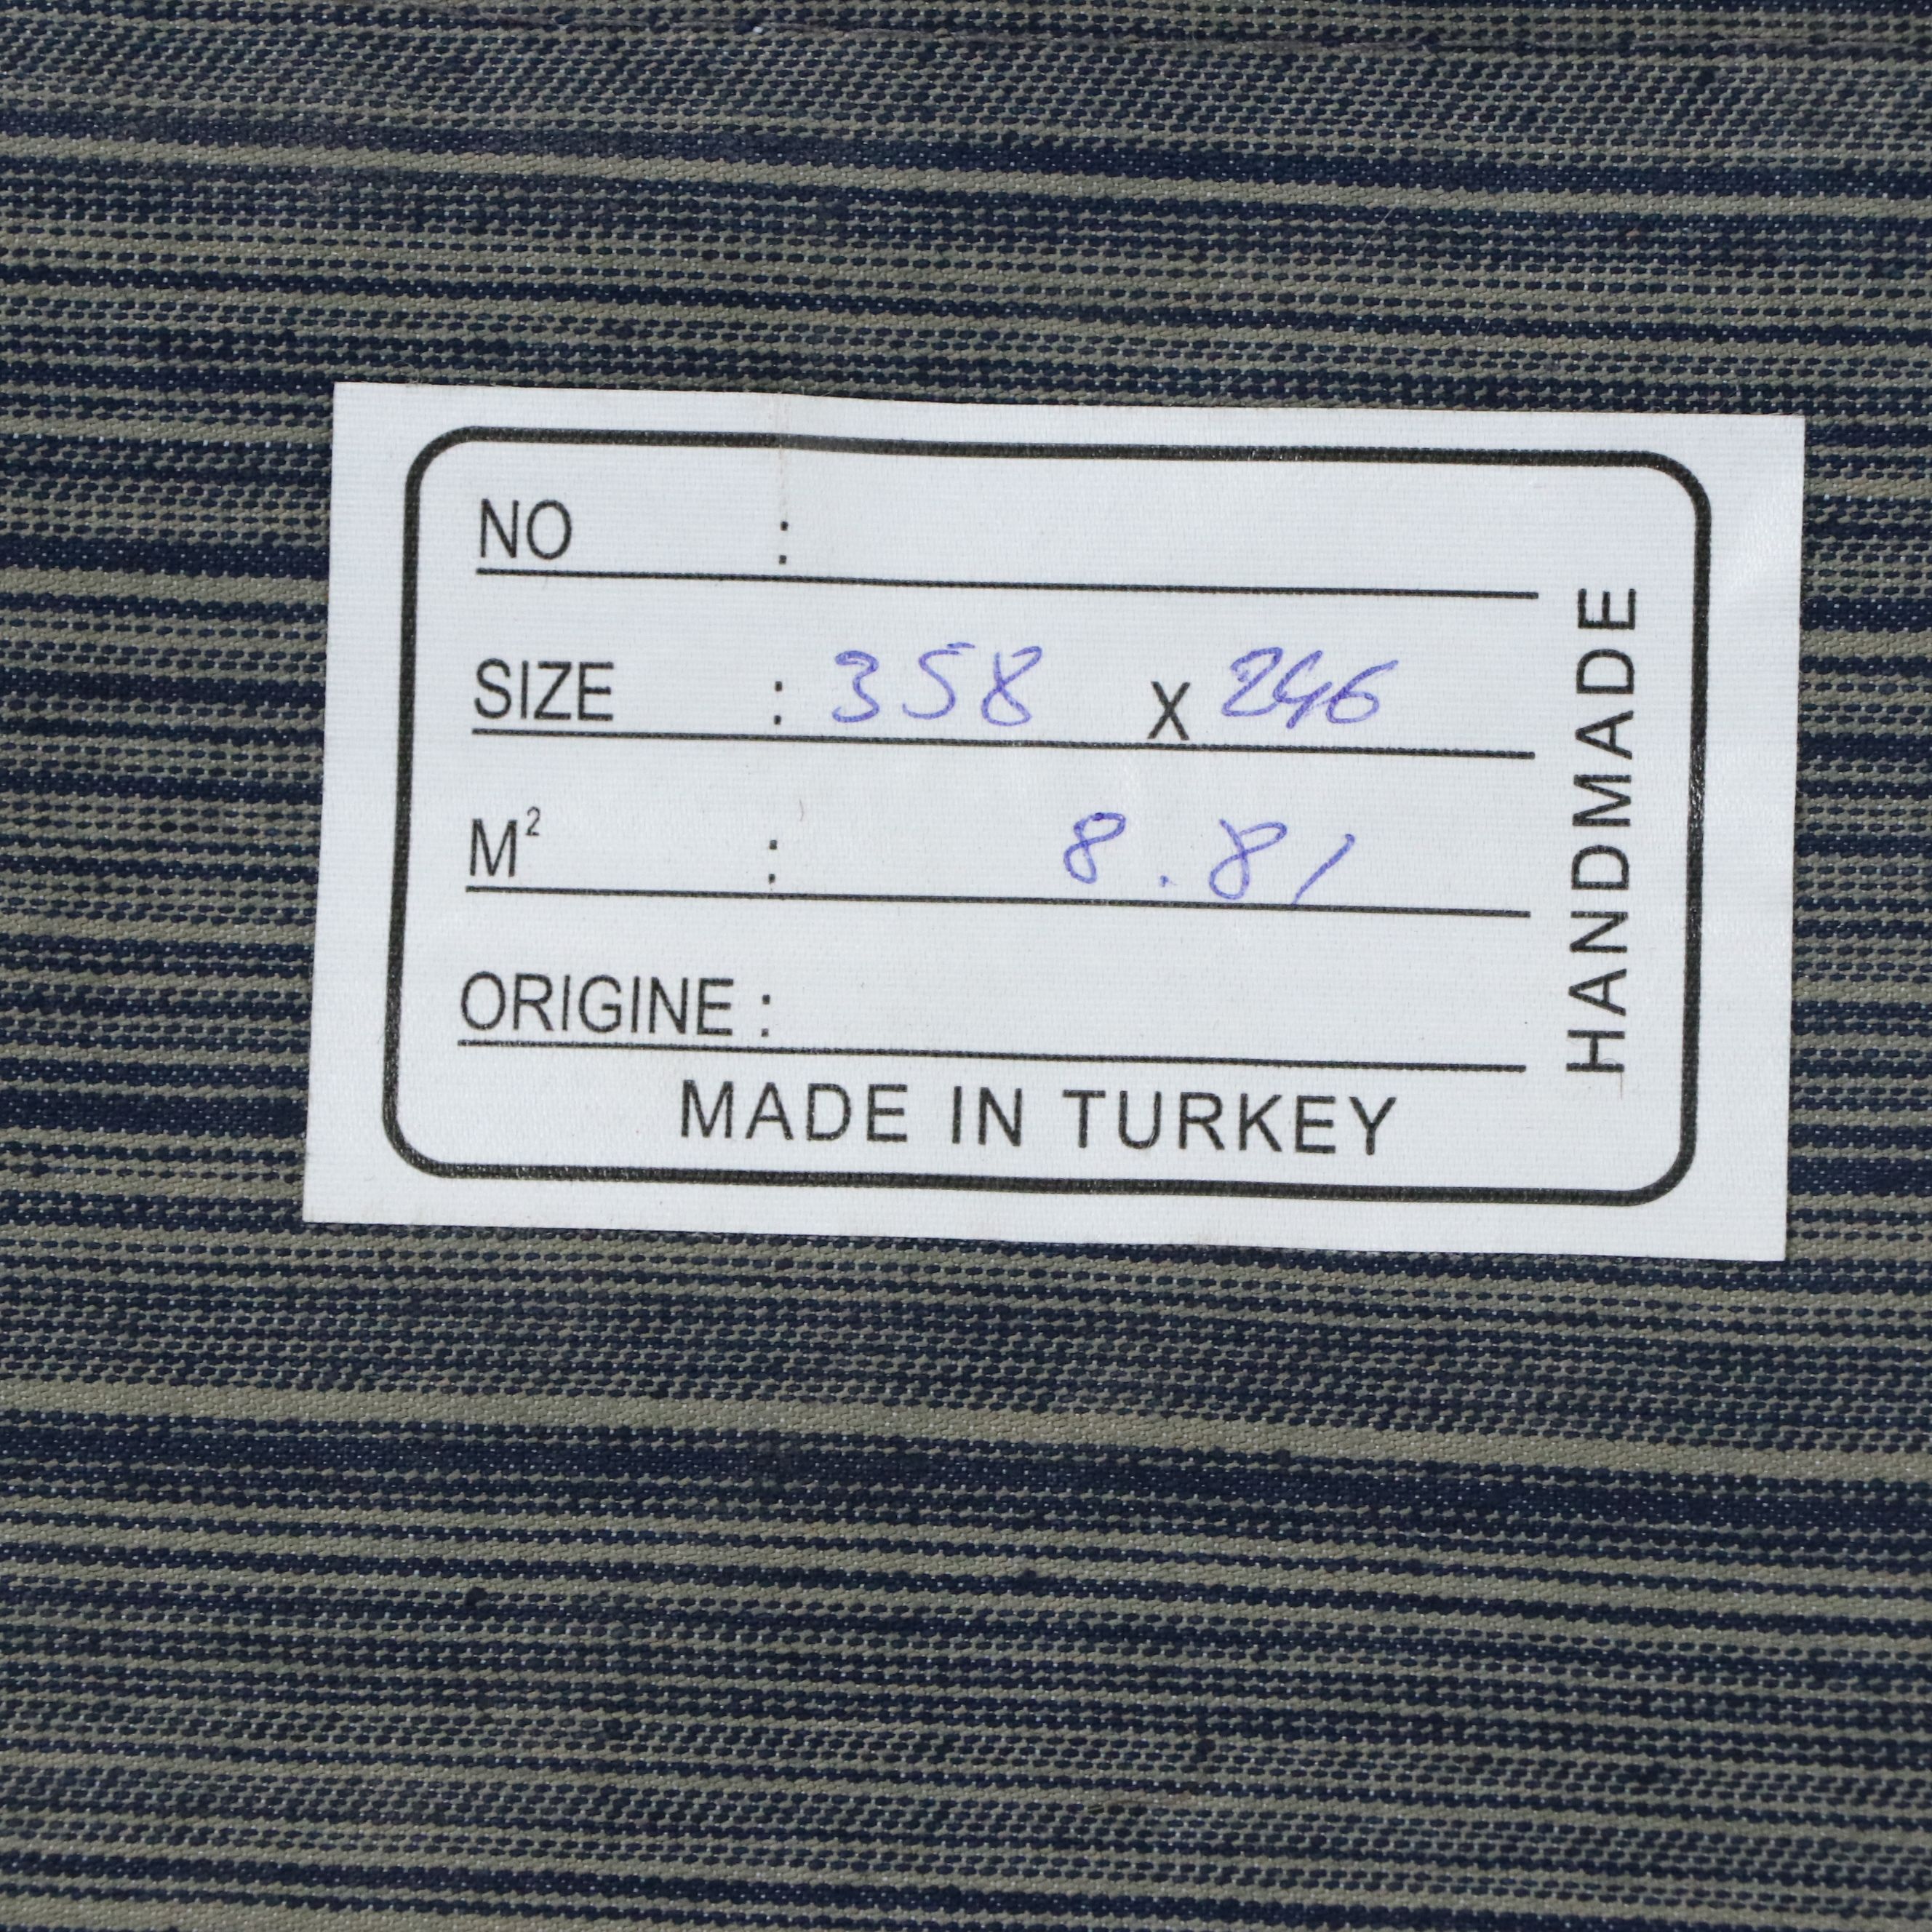 NO :
SIZE : 358 X 246
M² : 8.81
ORIGINE :
MADE IN TURKEY
HANDMADE